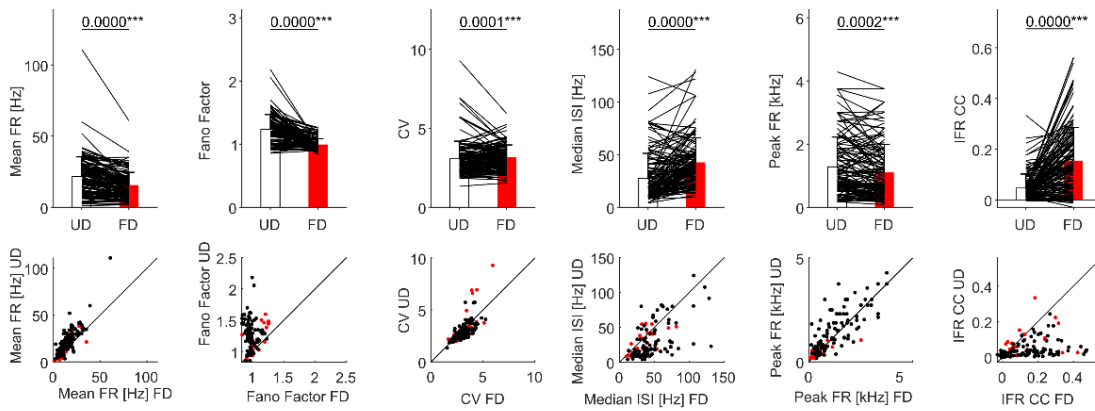 0.0000***
Mean FR [Hz]
100
50
0
UD
FD
0.0000***
Fano Factor
3
2
1
0
UD
FD
0.0001***
CV
10
5
0
UD
FD
0.0000***
Median ISI [Hz]
150
100
50
0
UD
FD
0.0002***
Peak FR [kHz]
6
4
2
0
UD
FD
0.0000***
IFR CC
0.6
0.4
0.2
0
UD
FD
Mean FR [Hz] UD
100
50
0
0
50
100
Mean FR [Hz] FD
Fano Factor UD
2.5
2
1.5
1
1
1.5
2
2.5
Fano Factor FD
CV UD
10
8
6
4
2
0
0
5
10
CV FD
Median ISI [Hz] UD
150
100
50
0
0
50
100
150
Median ISI [Hz] FD
Peak FR [kHz] UD
5
0
0
5
Peak FR [kHz] FD
IFR CC UD
0.4
0.2
0
0
0.2
0.4
IFR CC FD